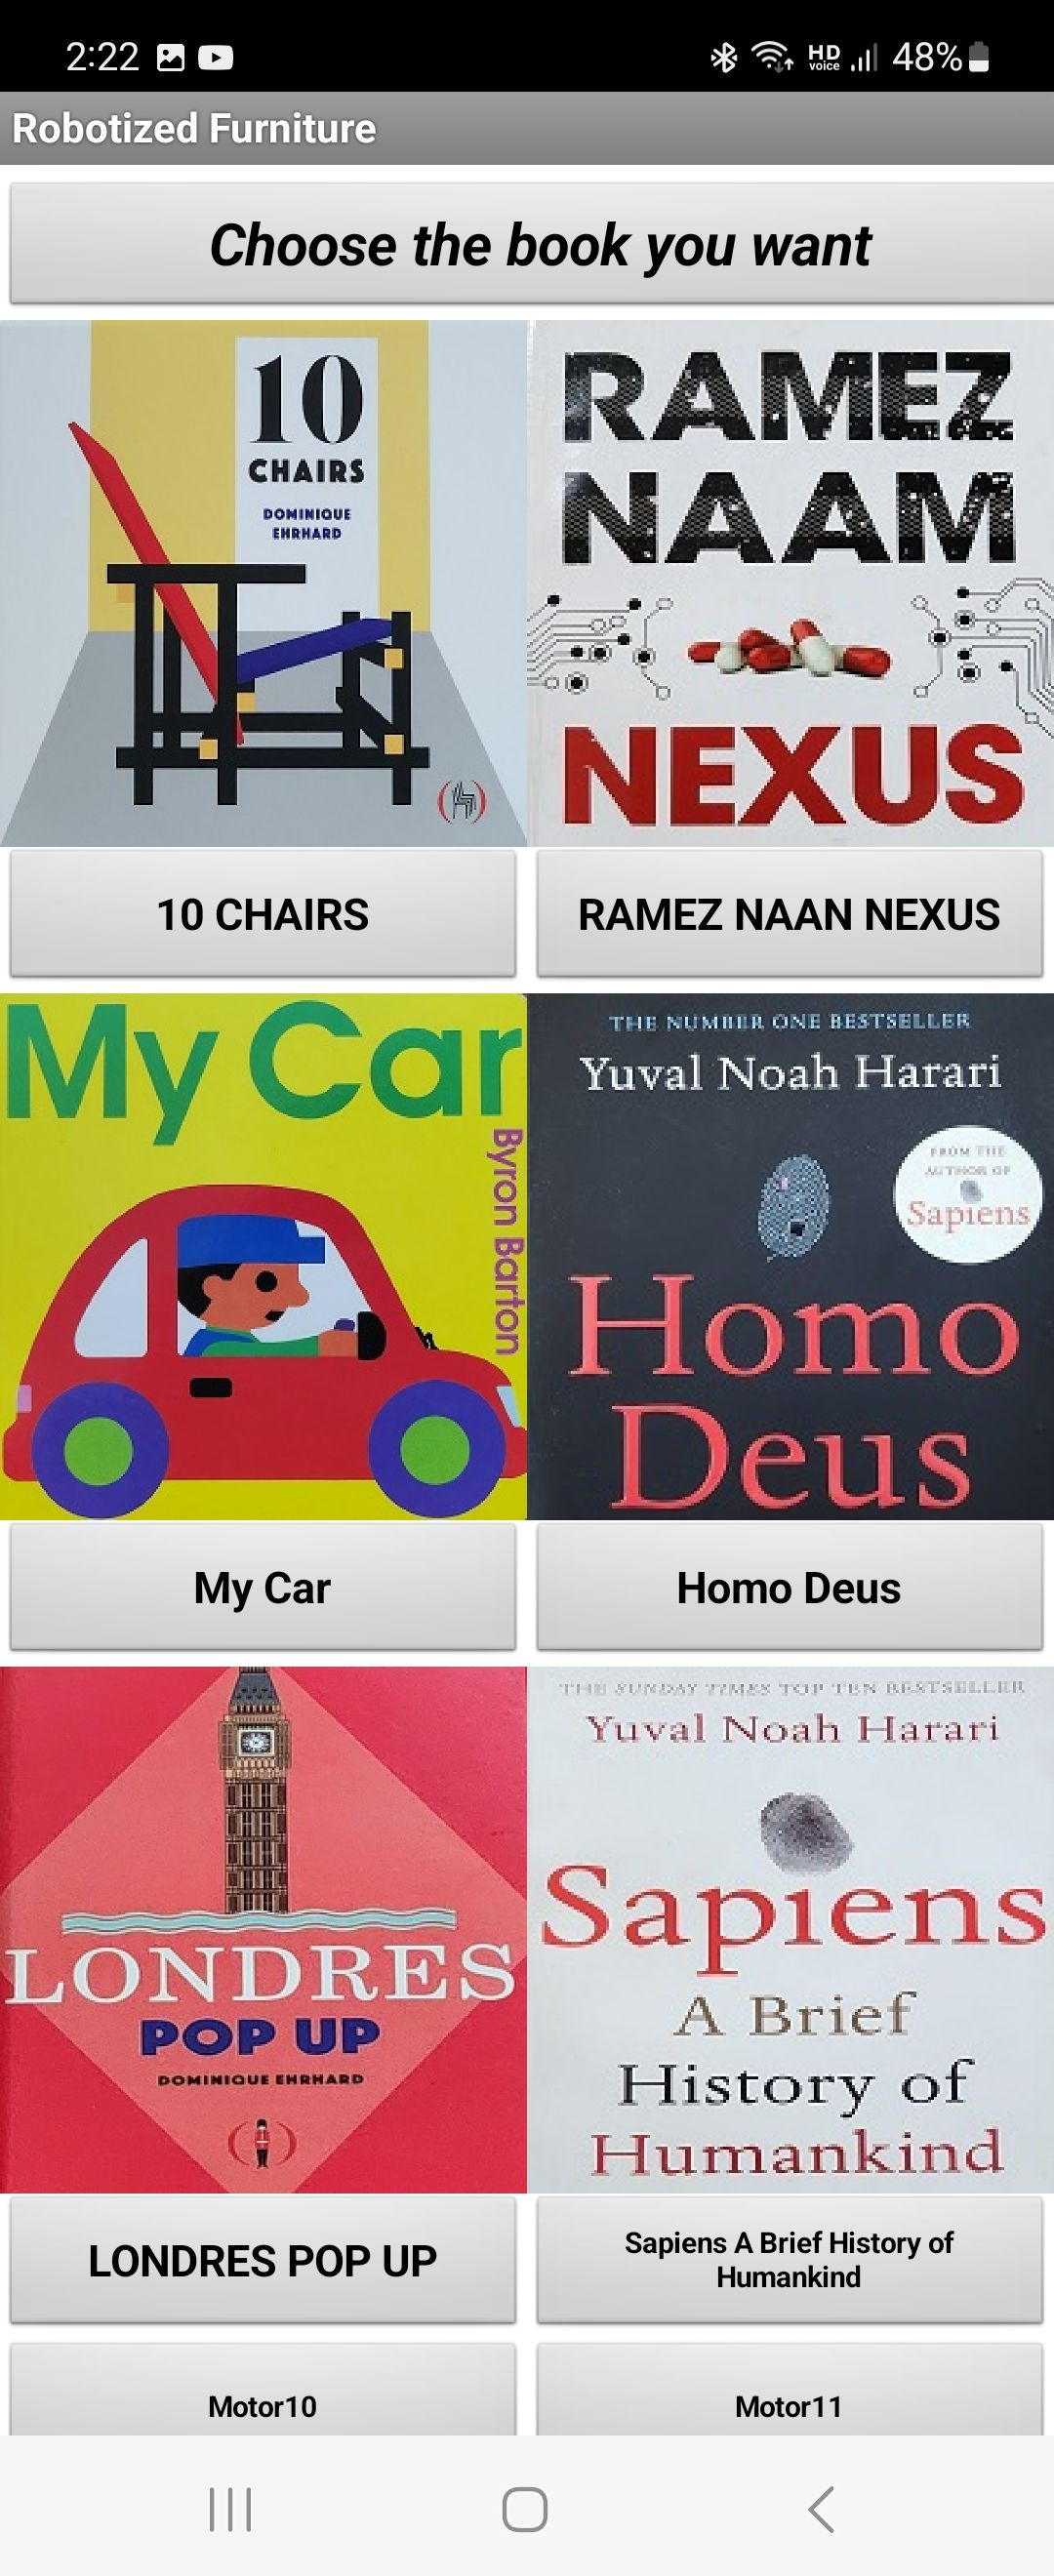 2:22 HD voice 48%
Robotized Furniture
Choose the book you want
10
CHAIRS
DOMINIQUE
EHRHARD
RAMEZ
NAAM
NEXUS
10 CHAIRS
RAMEZ NAAN NEXUS
My Car
Byron Barton
THE NUMBER ONE BESTSELLER
Yuval Noah Harari
FROM THE
AUTHOR OF
Sapiens
Homo
Deus
My Car
Homo Deus
LONDRES
POP UP
DOMINIQUE EHRHARD
THE SUNDAY TIMES TOP TEN BESTSELLER
Yuval Noah Harari
Sapiens
A Brief
History of
Humankind
LONDRES POP UP
Sapiens A Brief History of
Humankind
Motor10
Motor11